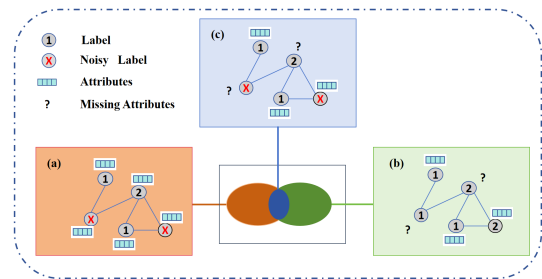 1 Label
X Noisy Label
Attributes
? Missing Attributes
(c)
1
?
2
?
X
1
X
(a)
1
2
X
1
X
(b)
1
?
2
1
?
1
2